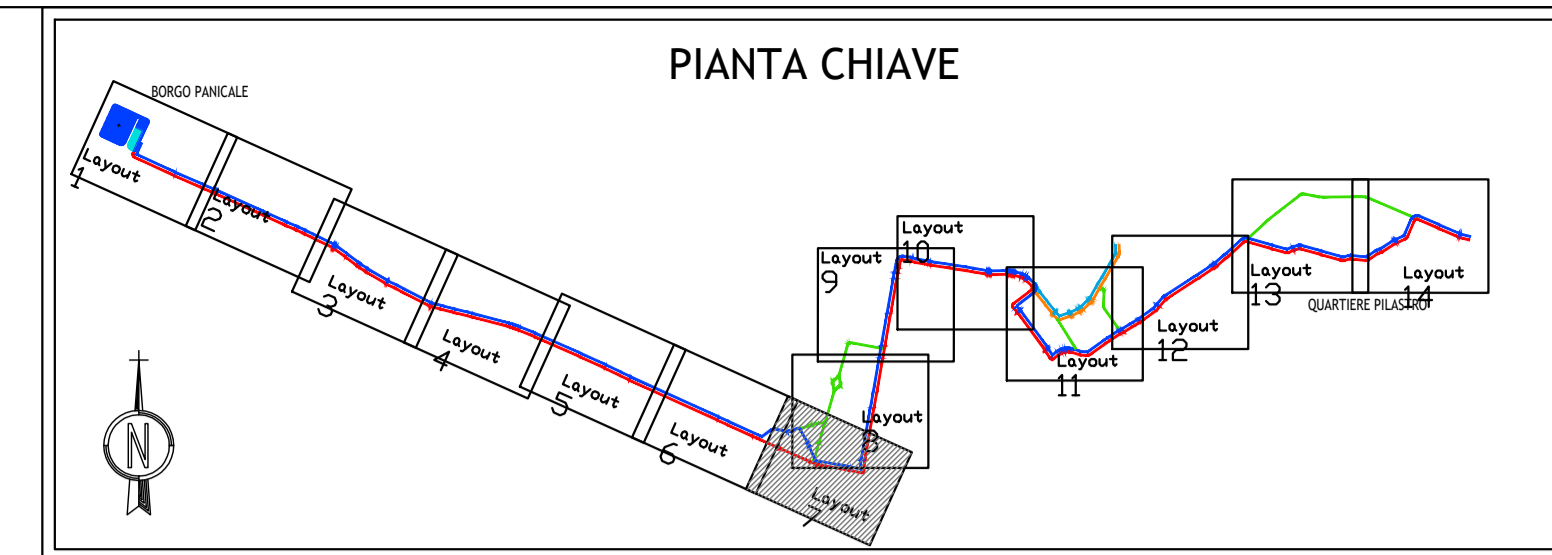 PIANTA CHIAVE
BORGO PANICALE
Layout
1
Layout
2
Layout
3
Layout
4
Layout
5
Layout
6
Layout
7
Layout
8
Layout
9
Layout
10
Layout
11
Layout
12
Layout
13
Layout
14
QUARTIERE PILASTRO
N